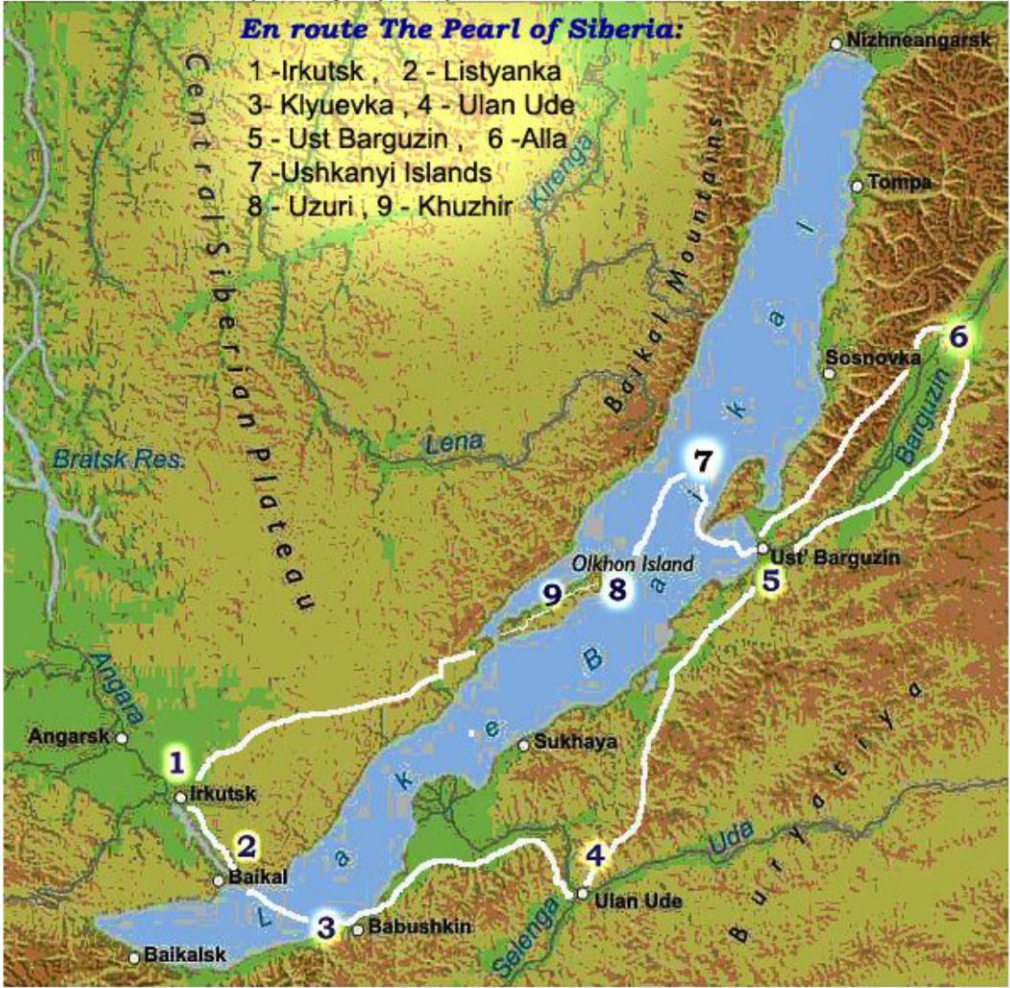 En route The Pearl of Siberia:
1 -Irkutsk , 2 - Listyanka
3- Klyuevka , 4 - Ulan Ude
5 - Ust Barguzin , 6 -Alla
7 -Ushkanyi Islands
8 - Uzuri , 9 - Khuzhir
Nizhneangarsk
Central Siberian Plateau
Kirenga
Baikal Mountains
Tompa
Sosnovka
6
Barguzin
Lena
Bratsk Res.
7
Ust' Barguzin
5
Olkhon Island
9
8
Lake Baikal
Angara
Angarsk
1
Irkutsk
Sukhaya
2
Baikal
4
Uda
Ulan Ude
Buryatiya
3
Babushkin
Selenga
Baikalsk